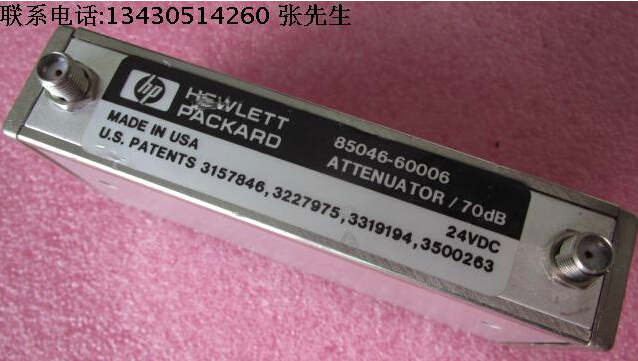 联系电话:13430514260 张先生
hp
HEWLETT
PACKARD
85046-60006
ATTENUATOR / 70dB
MADE IN USA
24VDC
U.S. PATENTS 3157846,3227975,3319194,3500263